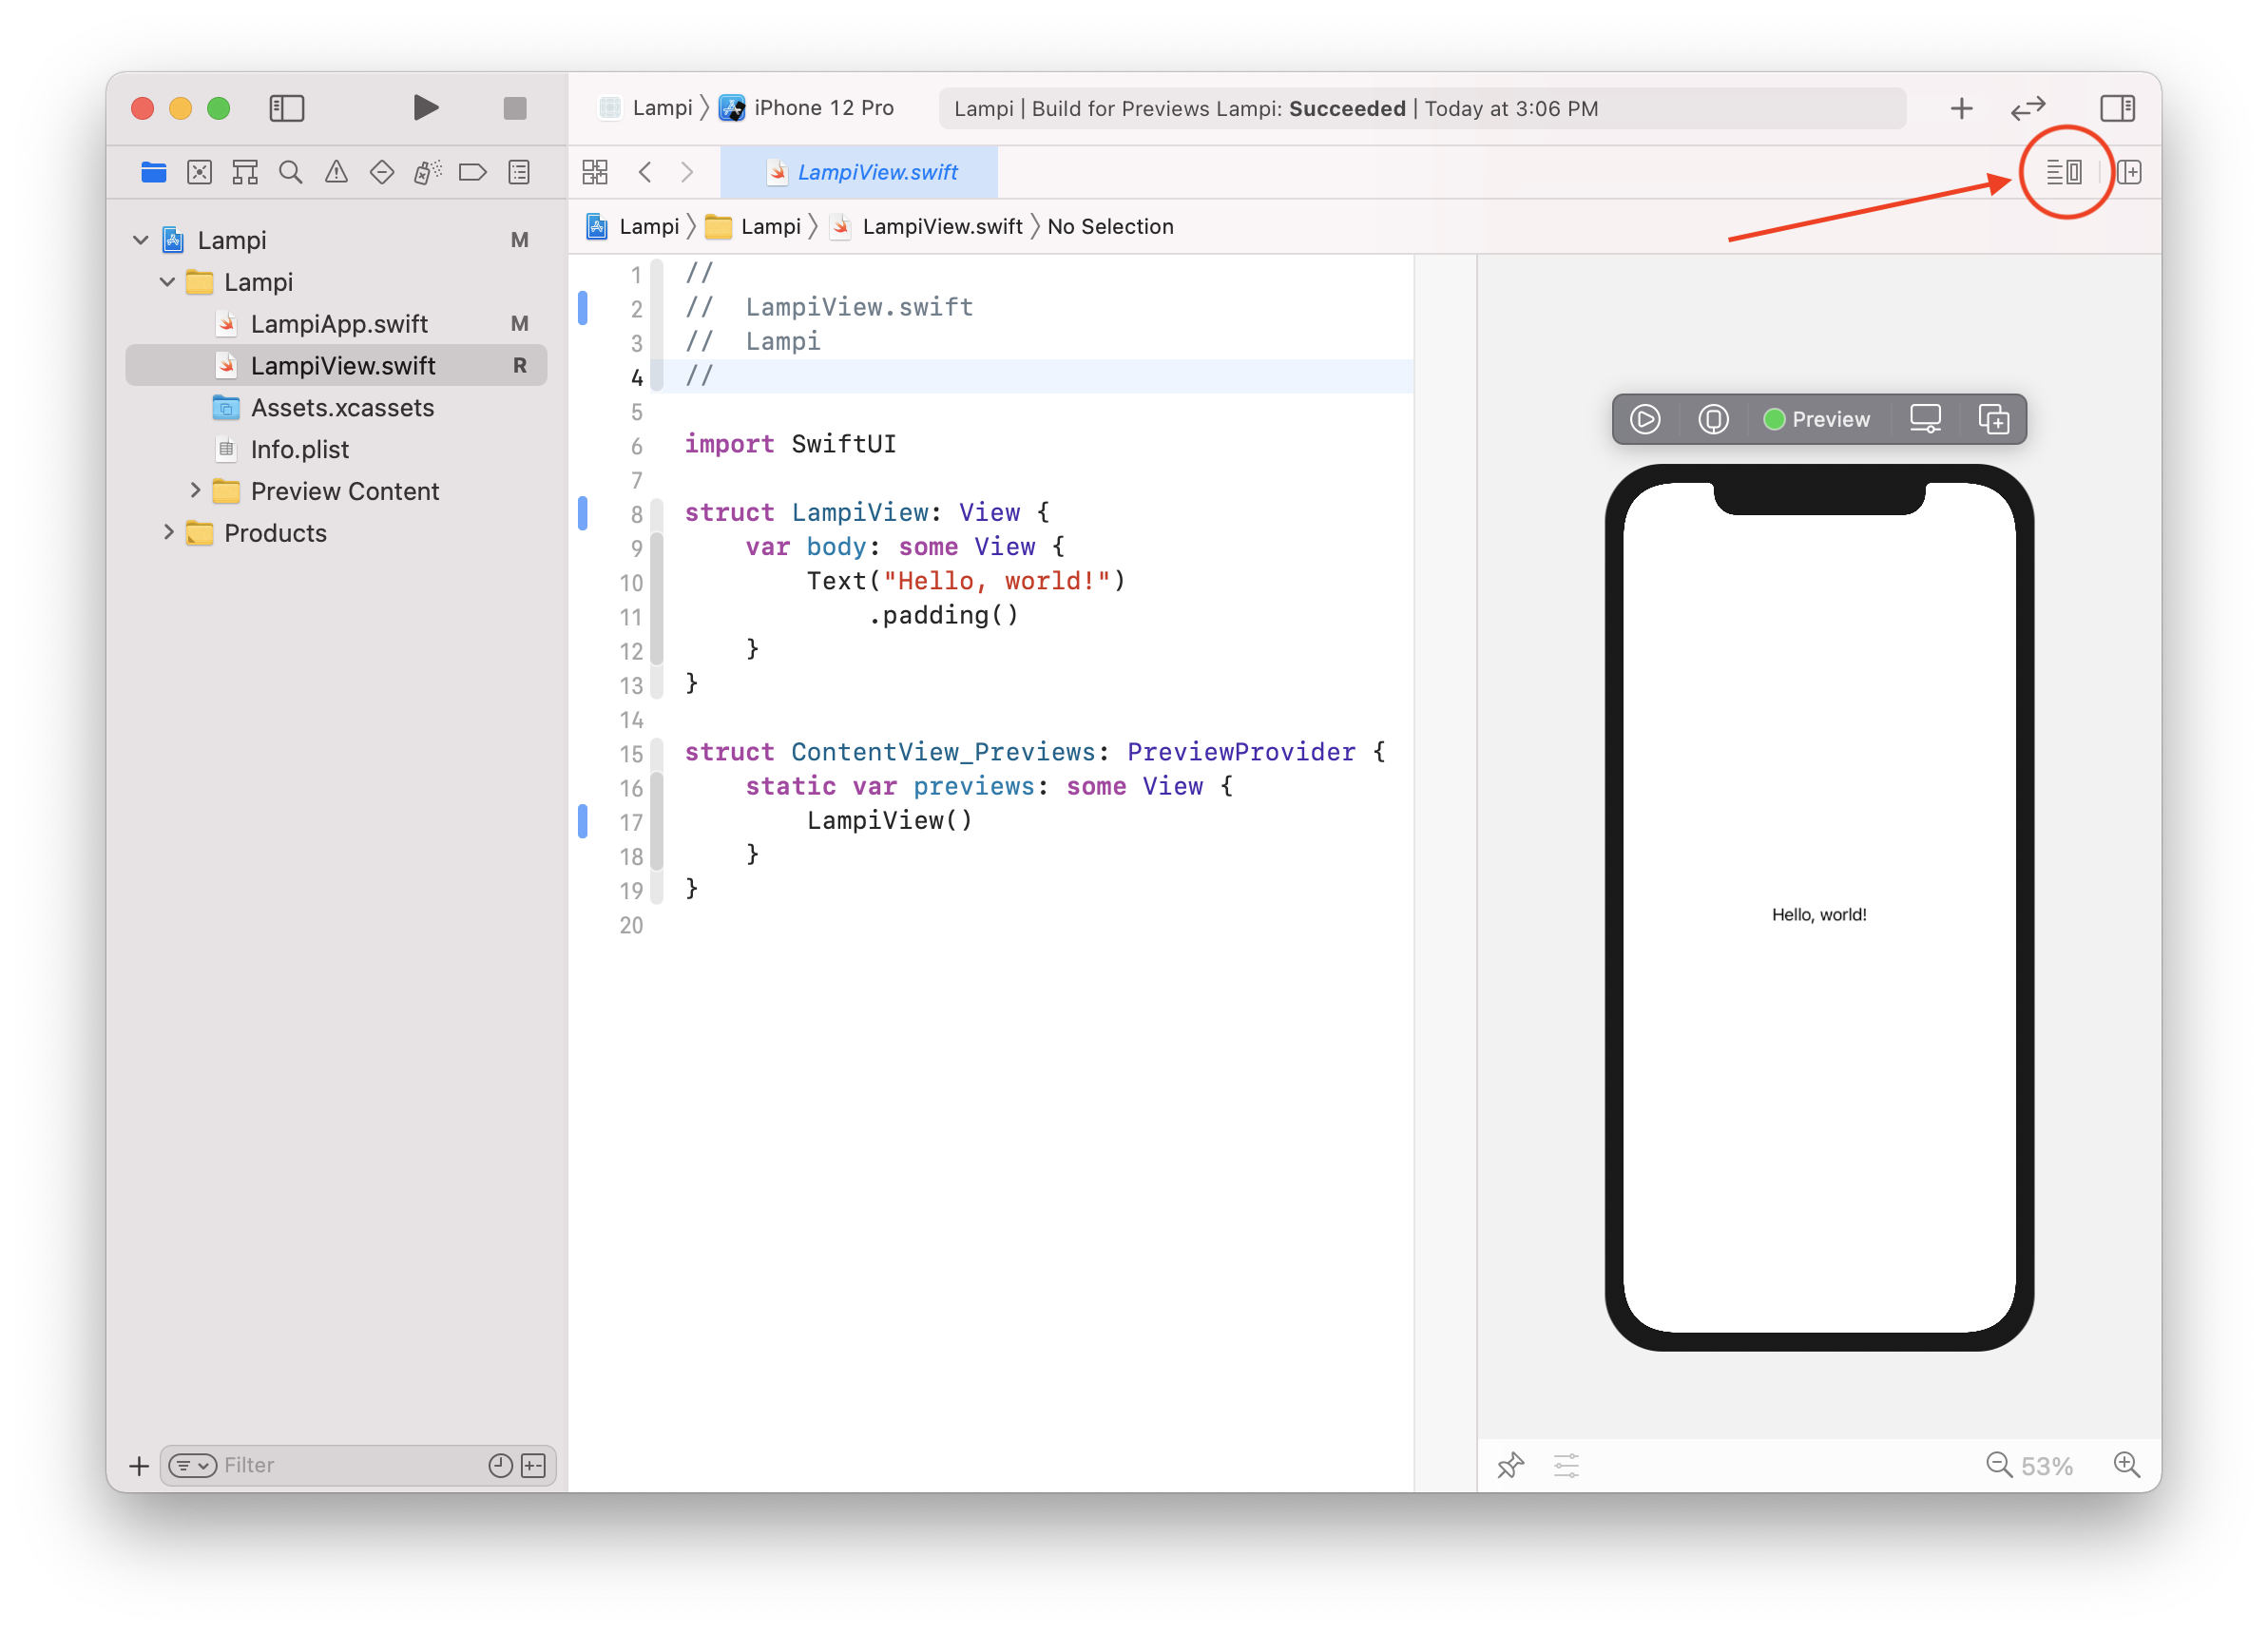 Lampi 〉 iPhone 12 Pro
Lampi | Build for Previews Lampi: Succeeded | Today at 3:06 PM
LampiView.swift
Lampi 〉 Lampi 〉 LampiView.swift 〉 No Selection
Lampi M
Lampi
LampiApp.swift M
LampiView.swift R
Assets.xcassets
Info.plist
Preview Content
Products
Filter
1 //
2 //  LampiView.swift
3 //  Lampi
4 //
5
6 import SwiftUI
7
8 struct LampiView: View {
9     var body: some View {
10         Text("Hello, world!")
11             .padding()
12     }
13 }
14
15 struct ContentView_Previews: PreviewProvider {
16     static var previews: some View {
17         LampiView()
18     }
19 }
20
Preview
Hello, world!
53%